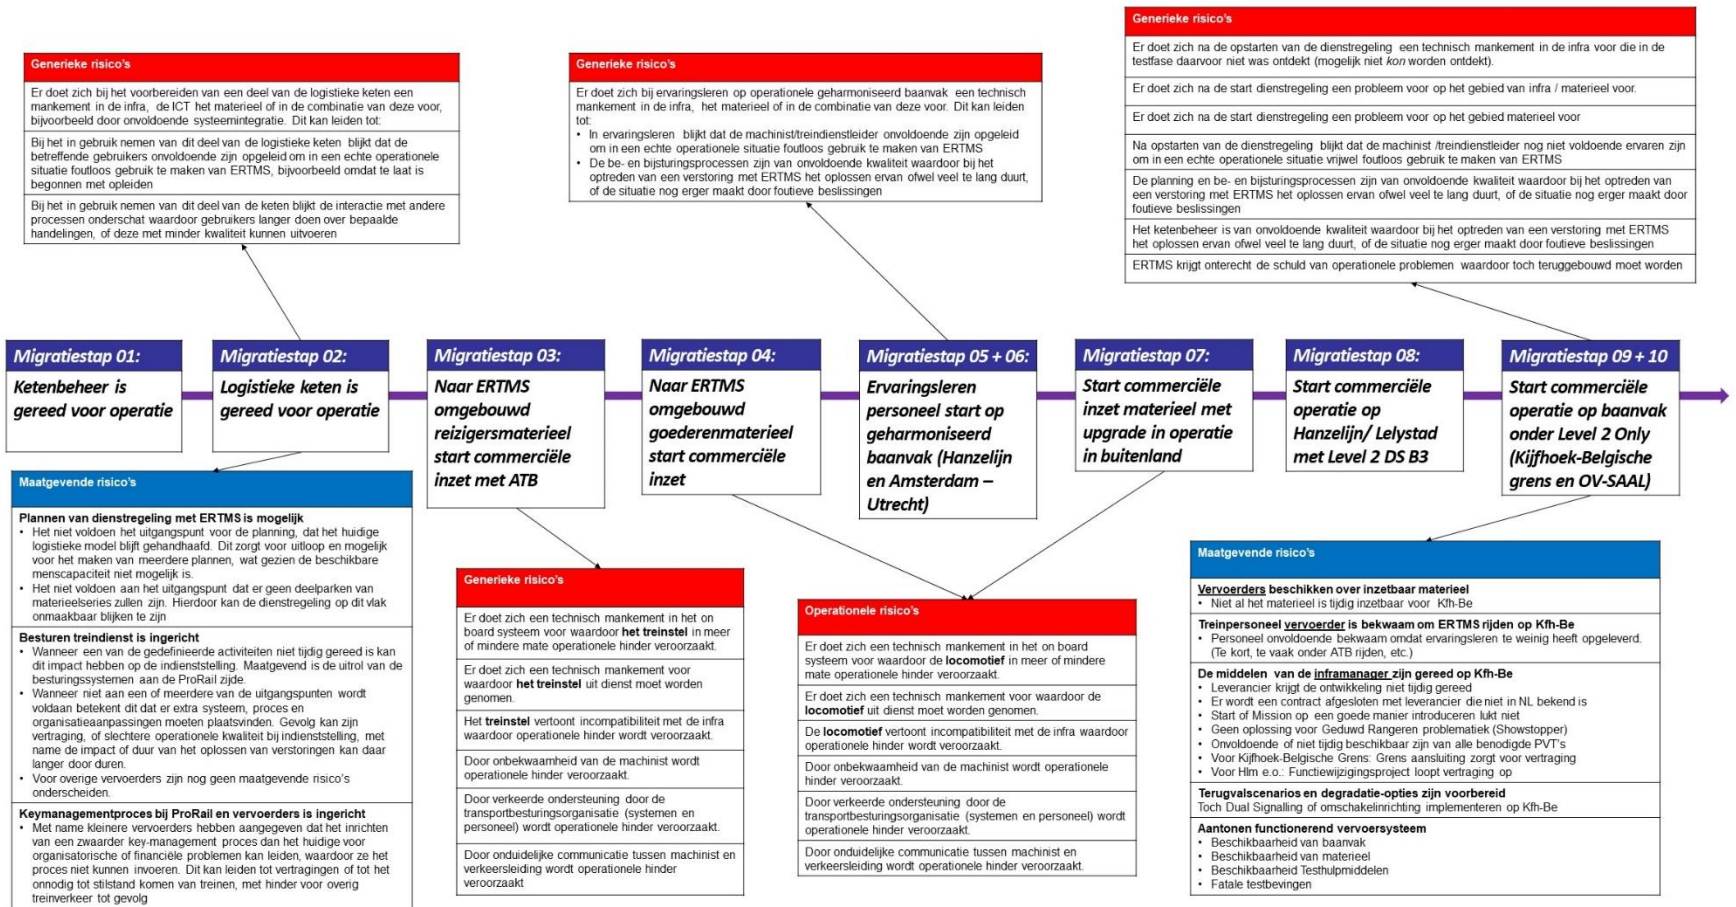 Generieke risico's
Er doet zich bij het voorbereiden van een deel van de logistieke keten een
mankement in de infra, de ICT het materieel of in de combinatie van deze voor,
bijvoorbeeld door onvoldoende systeemintegratie. Dit kan leiden tot:
Bij het in gebruik nemen van dit deel van de logistieke keten blijkt dat de
betreffende gebruikers onvoldoende zijn opgeleid om in een echte operationele
situatie foutloos gebruik te maken van ERTMS, bijvoorbeeld omdat te laat is
begonnen met opleiden
Bij het in gebruik nemen van dit deel van de keten blijkt de interactie met andere
processen onderschat waardoor gebruikers langer doen over bepaalde
handelingen, of deze met minder kwaliteit kunnen uitvoeren
Generieke risico's
Er doet zich bij ervaringsleren op operationele geharmoniseerd baanvak een technisch
mankement in de infra, het materieel of in de combinatie van deze voor. Dit kan leiden
tot:
• In ervaringsleren blijkt dat de machinist/treindienstleider onvoldoende zijn opgeleid
om in een echte operationele situatie foutloos gebruik te maken van ERTMS
• De be- en bijsturingsprocessen zijn van onvoldoende kwaliteit waardoor bij het
optreden van een verstoring met ERTMS het oplossen ervan ofwel veel te lang duurt,
of de situatie nog erger maakt door foutieve beslissingen
Generieke risico's
Er doet zich na de opstarten van de dienstregeling een technisch mankement in de infra voor die in de
testfase daarvoor niet was ontdekt (mogelijk niet kon worden ontdekt).
Er doet zich na de start dienstregeling een probleem voor op het gebied van infra / materieel voor.
Er doet zich na de start dienstregeling een probleem voor op het gebied materieel voor
Na opstarten van de dienstregeling blijkt dat de machinist /treindienstleider nog niet voldoende ervaren zijn
om in een echte operationele situatie vrijwel foutloos gebruik te maken van ERTMS
De planning en be- en bijsturingsprocessen zijn van onvoldoende kwaliteit waardoor bij het optreden van
een verstoring met ERTMS het oplossen ervan ofwel veel te lang duurt, of de situatie nog erger maakt door
foutieve beslissingen
Het ketenbeheer is van onvoldoende kwaliteit waardoor bij het optreden van een verstoring met ERTMS
het oplossen ervan ofwel veel te lang duurt, of de situatie nog erger maakt door foutieve beslissingen
ERTMS krijgt onterecht de schuld van operationele problemen waardoor toch teruggebouwd moet worden
Migratiestap 01:
Ketenbeheer is
gereed voor operatie
Migratiestap 02:
Logistieke keten is
gereed voor operatie
Migratiestap 03:
Naar ERTMS
omgebouwd
reizigersmaterieel
start commerciële
inzet met ATB
Migratiestap 04:
Naar ERTMS
omgebouwd
goederenmaterieel
start commerciële
inzet
Migratiestap 05 + 06:
Ervaringsleren
personeel start op
geharmoniseerd
baanvak (Hanzelijn
en Amsterdam –
Utrecht)
Migratiestap 07:
Start commerciële
inzet materieel met
upgrade in operatie
in buitenland
Migratiestap 08:
Start commerciële
operatie op
Hanzelijn/ Lelystad
met Level 2 DS B3
Migratiestap 09 + 10
Start commerciële
operatie op baanvak
onder Level 2 Only
(Kijfhoek-Belgische
grens en OV-SAAL)
Maatgevende risico's
Plannen van dienstregeling met ERTMS is mogelijk
• Het niet voldoen het uitgangspunt voor de planning, dat het huidige
logistieke model blijft gehandhaafd. Dit zorgt voor uitloop en mogelijk
voor het maken van meerdere plannen, wat gezien de beschikbare
menscapaciteit niet mogelijk is.
• Het niet voldoen aan het uitgangspunt dat er geen deelparken van
materieelseries zullen zijn. Hierdoor kan de dienstregeling op dit vlak
onmaakbaar blijken te zijn
Besturen treindienst is ingericht
• Wanneer een van de gedefinieerde activiteiten niet tijdig gereed is kan
dit impact hebben op de indienststelling. Maatgevend is de uitrol van de
besturingssystemen aan de ProRail zijde.
• Wanneer niet aan een of meerdere van de uitgangspunten wordt
voldaan betekent dit dat er extra systeem, proces en
organisatieaanpassingen moeten plaatsvinden. Gevolg kan zijn
vertraging, of slechtere operationele kwaliteit bij indienststelling, met
name de impact of duur van het oplossen van verstoringen kan daar
langer door duren.
• Voor overige vervoerders zijn nog geen maatgevende risico's
onderscheiden.
Keymanagementproces bij ProRail en vervoerders is ingericht
• Met name kleinere vervoerders hebben aangegeven dat het inrichten
van een zwaarder key-management proces dan het huidige voor
organisatorische of financiële problemen kan leiden, waardoor ze het
proces niet kunnen invoeren. Dit kan leiden tot vertragingen of tot het
onnodig tot stilstand komen van treinen, met hinder voor overig
treinverkeer tot gevolg
Generieke risico's
Er doet zich een technisch mankement in het on
board systeem voor waardoor het treinstel in meer
of mindere mate operationele hinder veroorzaakt.
Er doet zich een technisch mankement voor
waardoor het treinstel uit dienst moet worden
genomen.
Het treinstel vertoont incompatibiliteit met de infra
waardoor operationele hinder wordt veroorzaakt.
Door onbekwaamheid van de machinist wordt
operationele hinder veroorzaakt.
Door verkeerde ondersteuning door de
transportbesturingsorganisatie (systemen en
personeel) wordt operationele hinder veroorzaakt.
Door onduidelijke communicatie tussen machinist en
verkeersleiding wordt operationele hinder
veroorzaakt
Operationele risico's
Er doet zich een technisch mankement in het on board
systeem voor waardoor de locomotief in meer of mindere
mate operationele hinder veroorzaakt.
Er doet zich een technisch mankement voor waardoor de
locomotief uit dienst moet worden genomen.
De locomotief vertoont incompatibiliteit met de infra waardoor
operationele hinder wordt veroorzaakt.
Door onbekwaamheid van de machinist wordt operationele
hinder veroorzaakt.
Door verkeerde ondersteuning door de
transportbesturingsorganisatie (systemen en personeel) wordt
operationele hinder veroorzaakt.
Door onduidelijke communicatie tussen machinist en
verkeersleiding wordt operationele hinder veroorzaakt.
Maatgevende risico's
Vervoerders beschikken over inzetbaar materieel
• Niet al het materieel is tijdig inzetbaar voor Kfh-Be
Treinpersoneel vervoerder is bekwaam om ERTMS rijden op Kfh-Be
• Personeel onvoldoende bekwaam omdat ervaringsleren te weinig heeft opgeleverd.
(Te kort, te vaak onder ATB rijden, etc.)
De middelen van de inframanager zijn gereed op Kfh-Be
• Leverancier krijgt de ontwikkeling niet tijdig gereed
• Er wordt een contract afgesloten met leverancier die niet in NL bekend is
• Start of Mission op een goede manier introduceren lukt niet
• Geen oplossing voor Geduwd Rangeren problematiek (Showstopper)
• Onvoldoende of niet tijdig beschikbaar zijn van alle benodigde PVT's
• Voor Kijfhoek-Belgische Grens: Grens aansluiting zorgt voor vertraging
• Voor Hlm e.o.: Functiewijzigingsproject loopt vertraging op
Terugvalscenarios en degradatie-opties zijn voorbereid
Toch Dual Signalling of omschakelinrichting implementeren op Kfh-Be
Aantonen functionerend vervoersysteem
• Beschikbaarheid van baanvak
• Beschikbaarheid van materieel
• Beschikbaarheid Testhulpmiddelen
• Fatale testbevingen